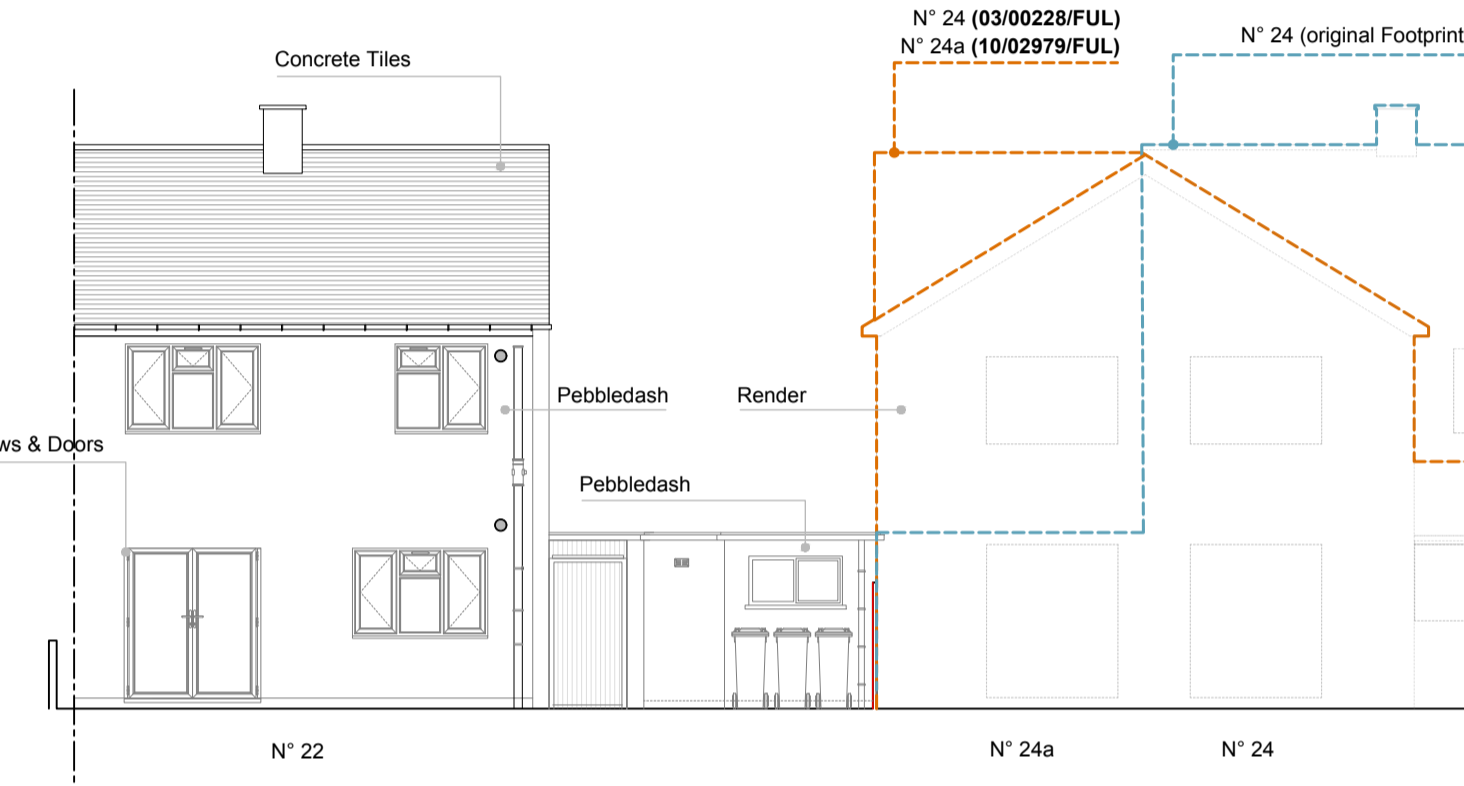 N° 24 (03/00228/FUL)
N° 24a (10/02979/FUL)
N° 24 (original Footprint
Concrete Tiles
Pebbledash
Render
ws & Doors
Pebbledash
N° 22
N° 24a
N° 24